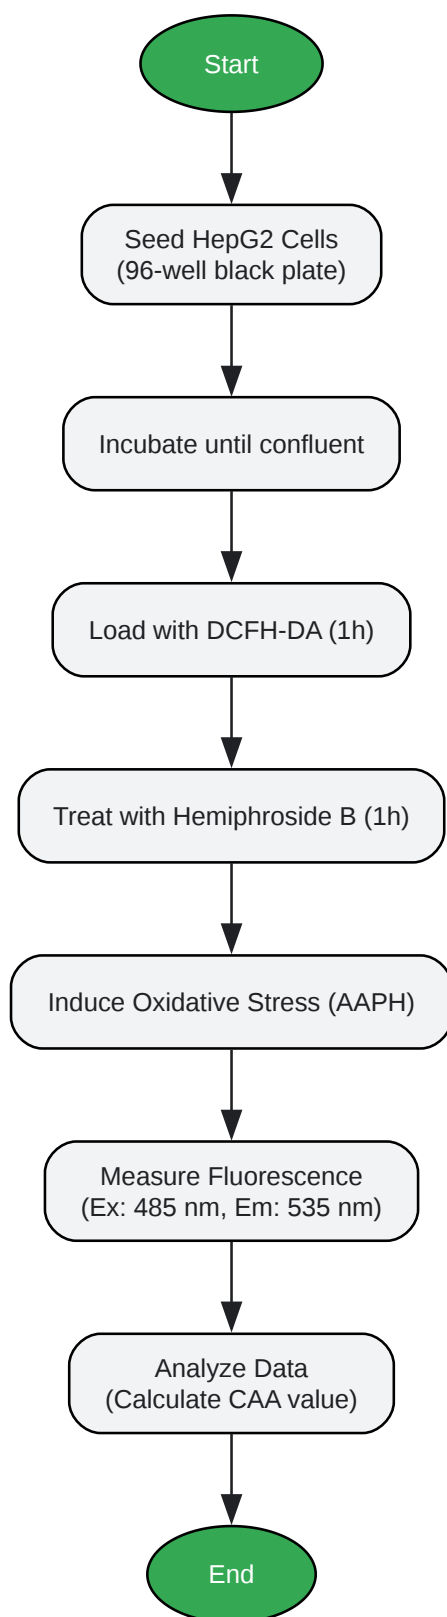 Start
Seed HepG2 Cells
(96-well black plate)
Incubate until confluent
Load with DCFH-DA (1h)
Treat with Hemiphroside B (1h)
Induce Oxidative Stress (AAPH)
Measure Fluorescence
(Ex: 485 nm, Em: 535 nm)
Analyze Data
(Calculate CAA value)
End